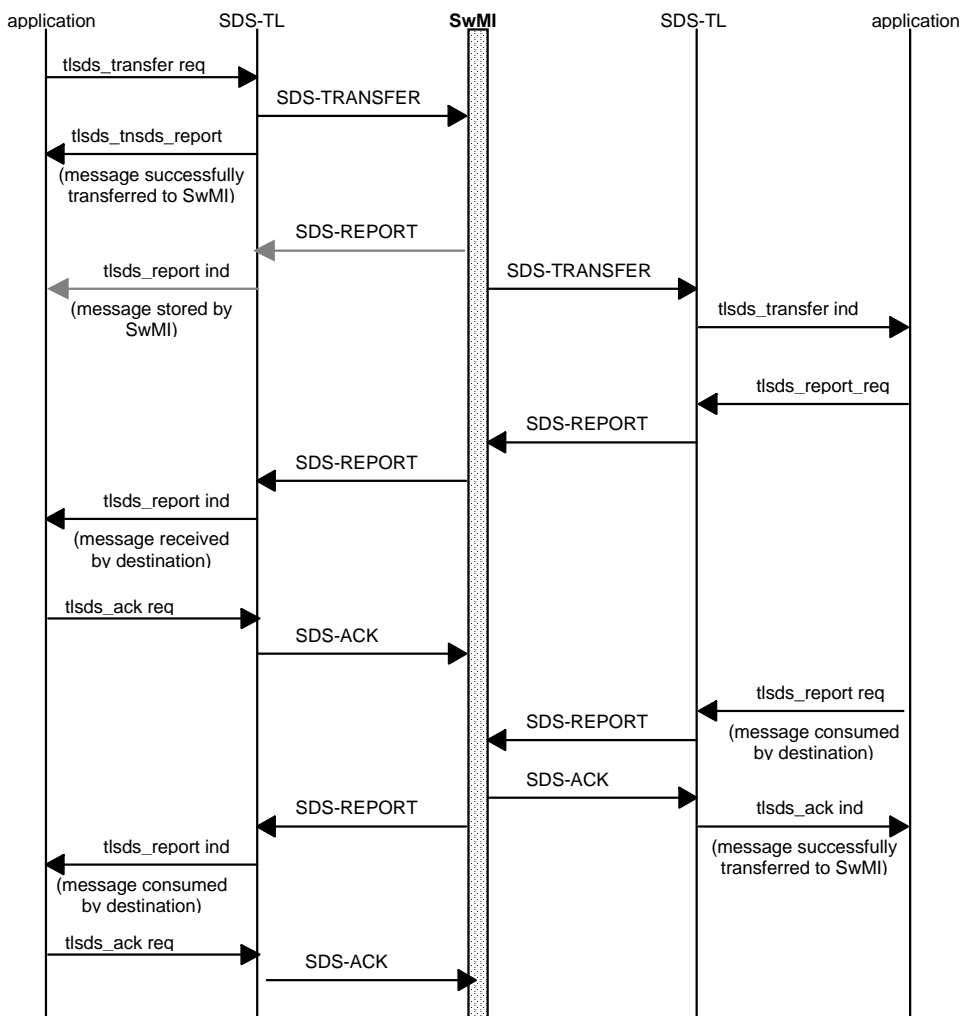 application
SDS-TL
SwMI
SDS-TL
application
tlsds_transfer req
SDS-TRANSFER
tlsds_tnsds_report
(message successfully
transferred to SwMI)
SDS-REPORT
tlsds_report ind
SDS-TRANSFER
(message stored by
SwMI)
tlsds_transfer ind
tlsds_report_req
SDS-REPORT
SDS-REPORT
tlsds_report ind
(message received
by destination)
tlsds_ack req
SDS-ACK
tlsds_report req
SDS-REPORT
(message consumed
by destination)
SDS-ACK
SDS-REPORT
tlsds_ack ind
tlsds_report ind
(message successfully
transferred to SwMI)
(message consumed
by destination)
tlsds_ack req
SDS-ACK